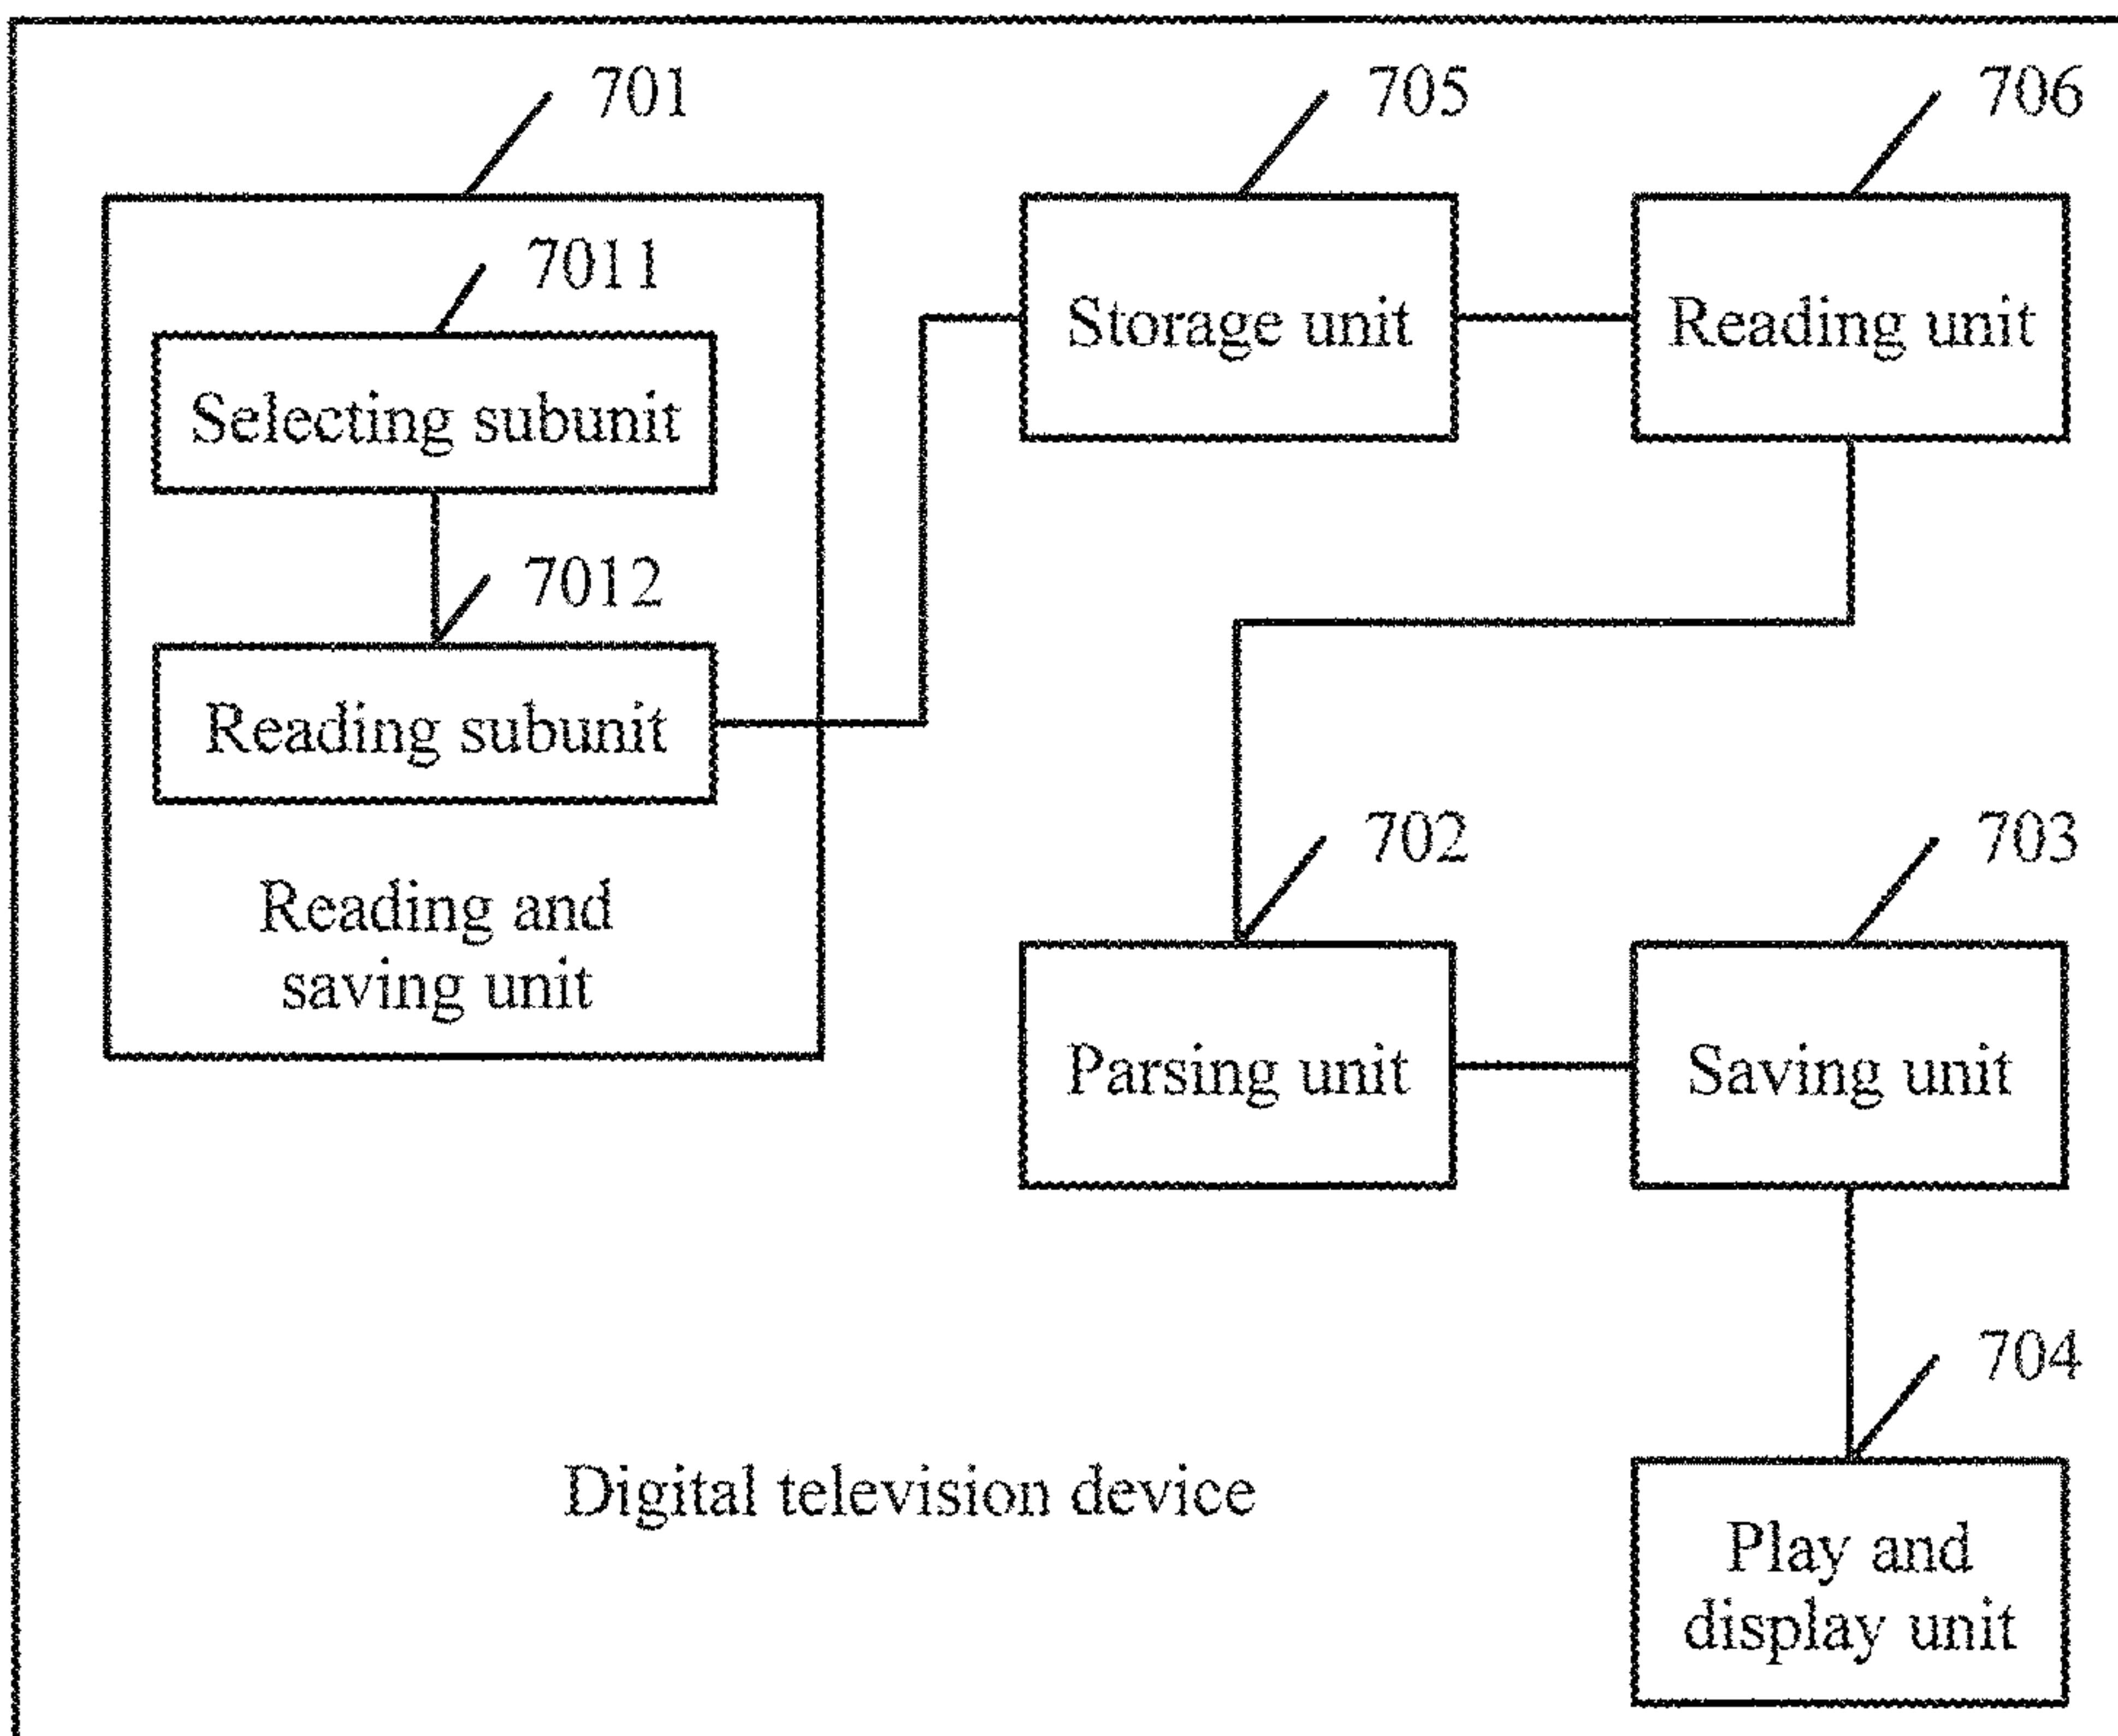 701
705
706
7011
Selecting subunit
Storage unit
Reading unit
7012
Reading subunit
702
703
Reading and
saving unit
Parsing unit
Saving unit
704
Digital television device
Play and
display unit